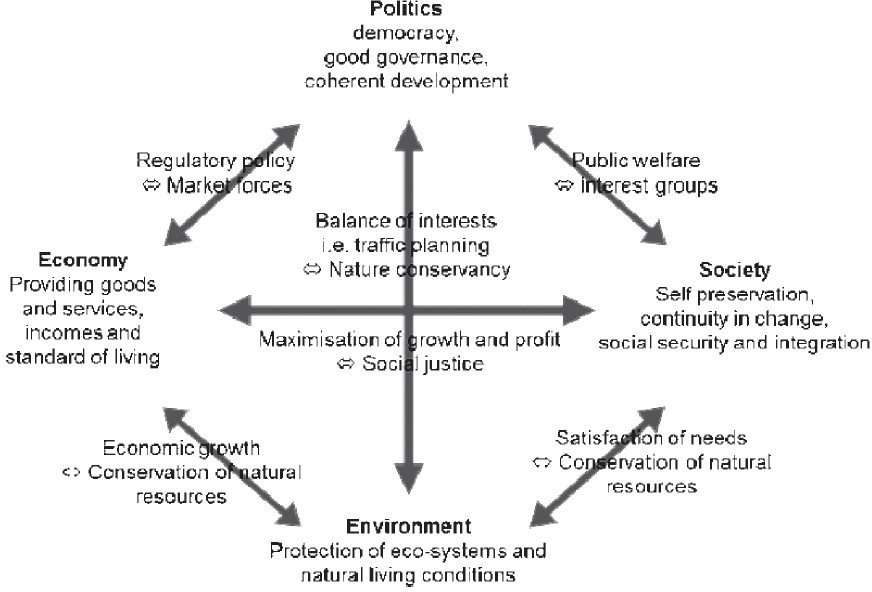 Politics
democracy,
good governance,
coherent development
Regulatory policy
⇔ Market forces
Public welfare
⇔ interest groups
Balance of interests
i.e. traffic planning
⇔ Nature conservancy
Economy
Providing goods
and services,
incomes and
standard of living
Society
Self preservation,
continuity in change,
social security and integration
Maximisation of growth and profit
⇔ Social justice
Economic growth
<> Conservation of natural
resources
Satisfaction of needs
⇔ Conservation of natural
resources
Environment
Protection of eco-systems and
natural living conditions